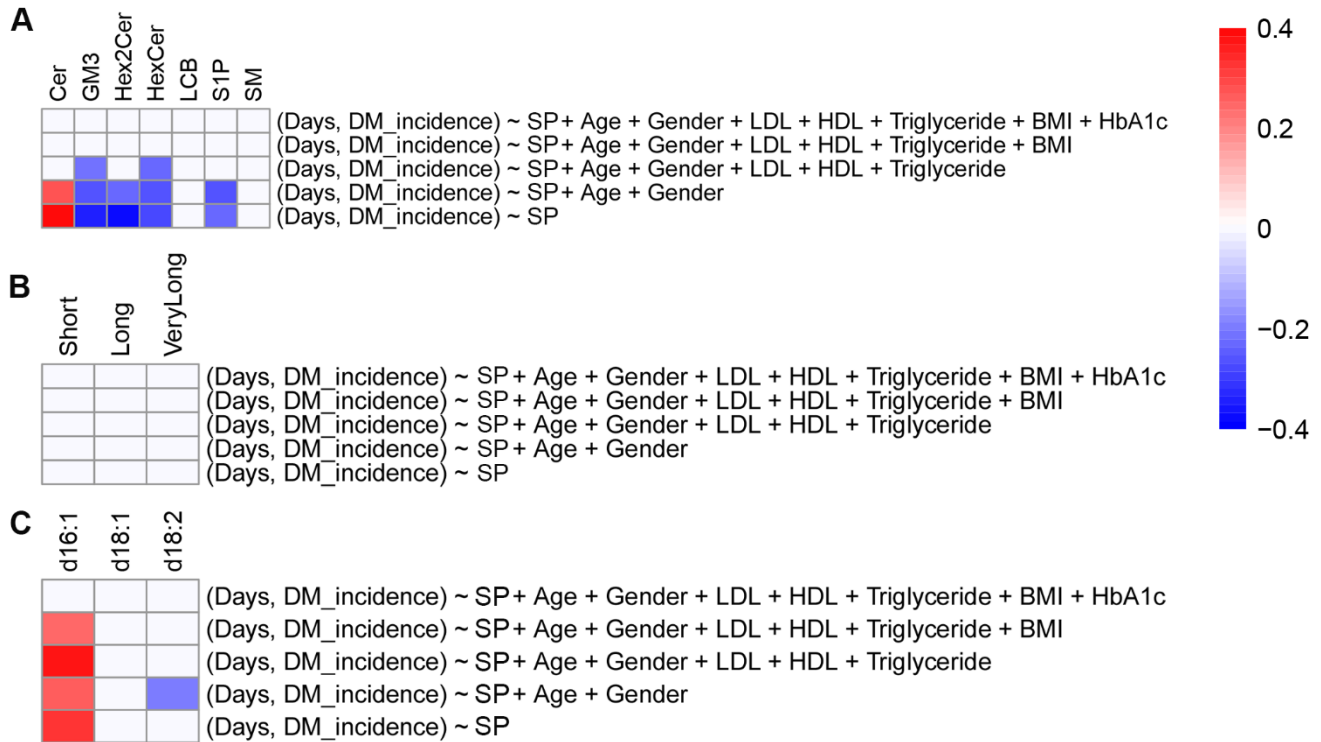 A
Cer GM3 Hex2Cer HexCer LCB S1P SM
(Days, DM_incidence) ~ SP + Age + Gender + LDL + HDL + Triglyceride + BMI + HbA1c
(Days, DM_incidence) ~ SP + Age + Gender + LDL + HDL + Triglyceride + BMI
(Days, DM_incidence) ~ SP + Age + Gender + LDL + HDL + Triglyceride
(Days, DM_incidence) ~ SP + Age + Gender
(Days, DM_incidence) ~ SP
0.4
0.2
0
−0.2
−0.4
B
Short Long VeryLong
(Days, DM_incidence) ~ SP + Age + Gender + LDL + HDL + Triglyceride + BMI + HbA1c
(Days, DM_incidence) ~ SP + Age + Gender + LDL + HDL + Triglyceride + BMI
(Days, DM_incidence) ~ SP + Age + Gender + LDL + HDL + Triglyceride
(Days, DM_incidence) ~ SP + Age + Gender
(Days, DM_incidence) ~ SP
C
d16:1 d18:1 d18:2
(Days, DM_incidence) ~ SP + Age + Gender + LDL + HDL + Triglyceride + BMI + HbA1c
(Days, DM_incidence) ~ SP + Age + Gender + LDL + HDL + Triglyceride + BMI
(Days, DM_incidence) ~ SP + Age + Gender + LDL + HDL + Triglyceride
(Days, DM_incidence) ~ SP + Age + Gender
(Days, DM_incidence) ~ SP